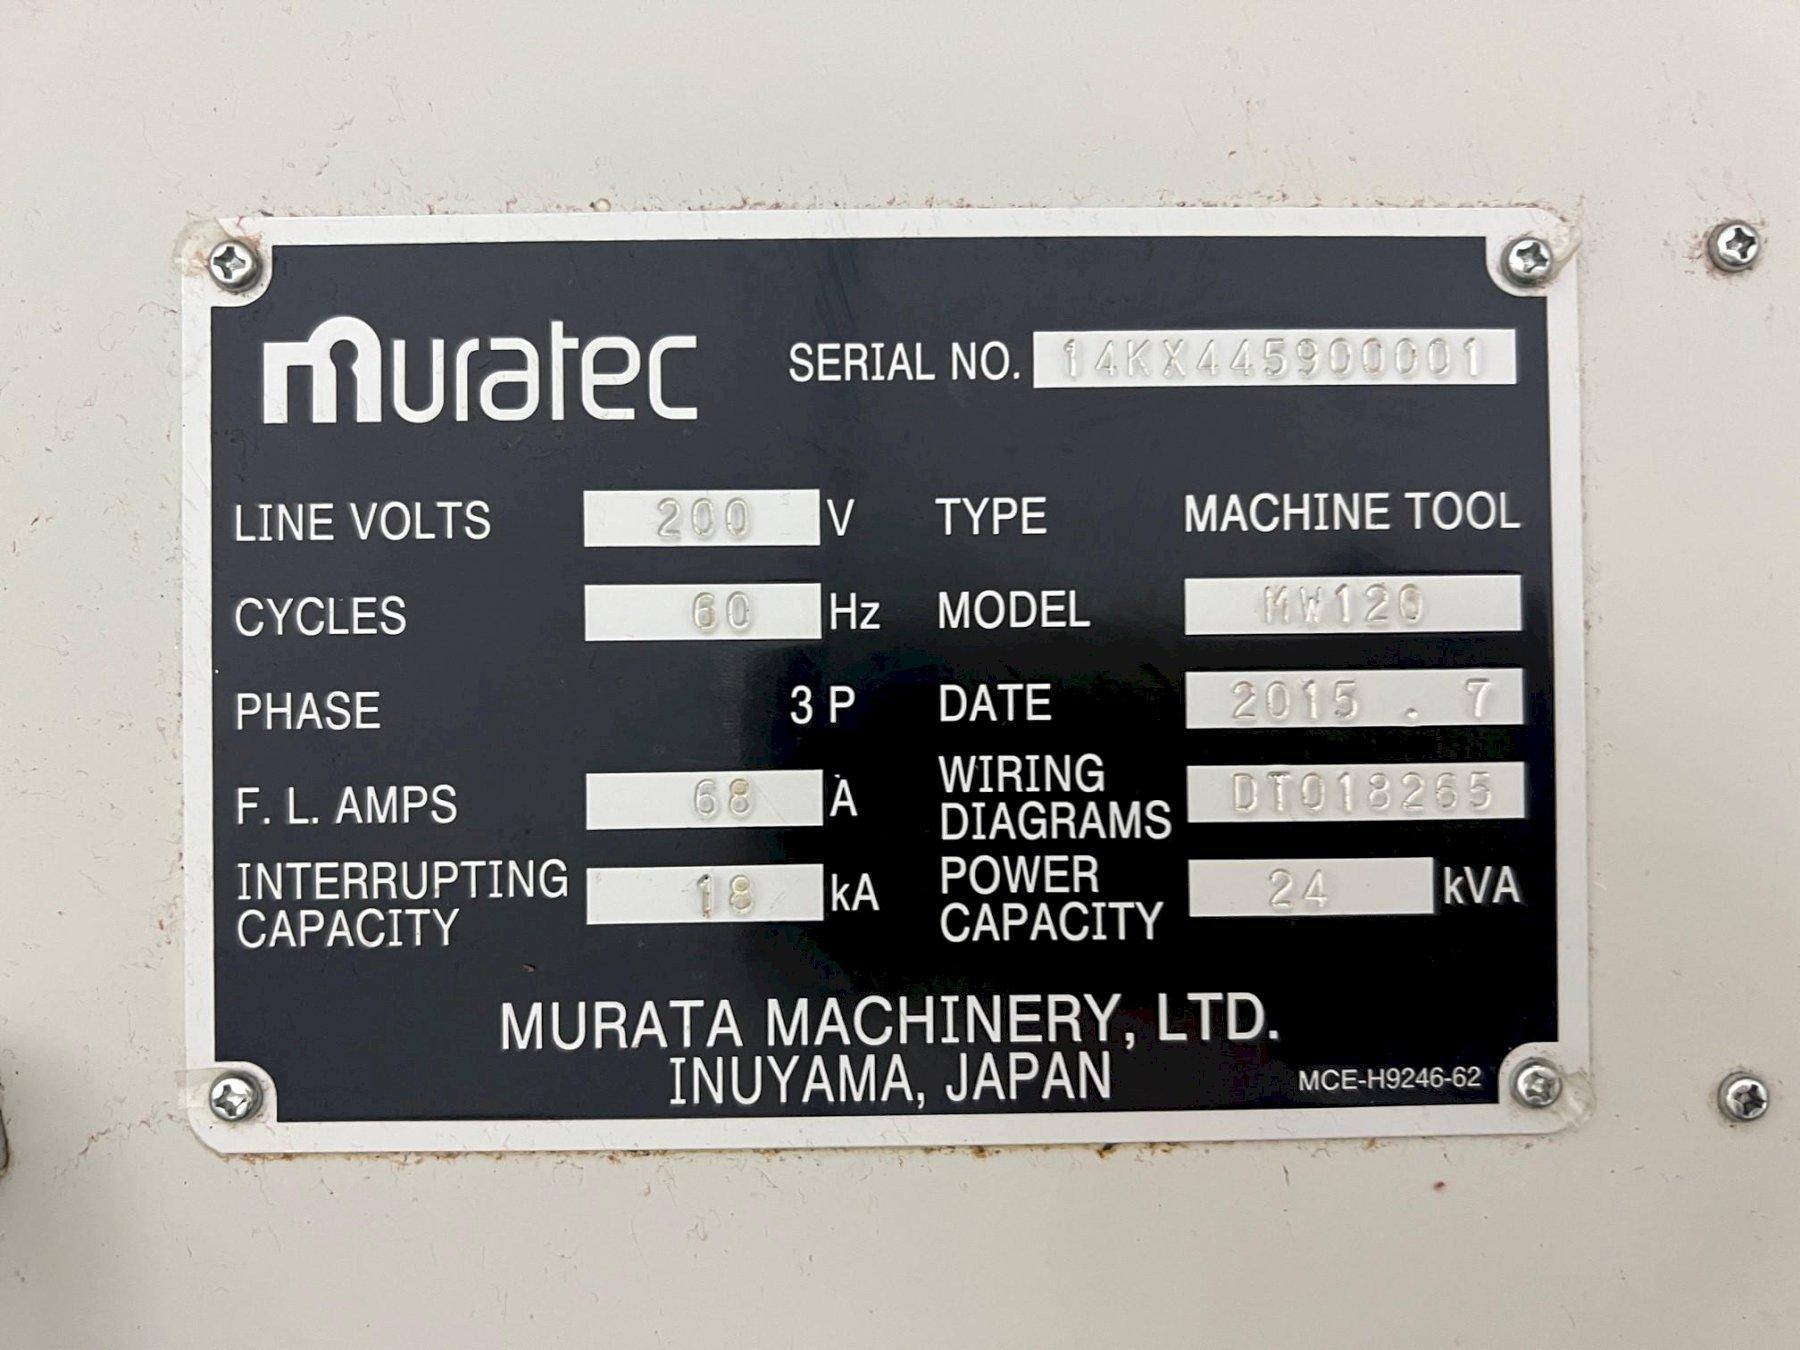 muratec
SERIAL NO. 14KX445900001
LINE VOLTS 200 V
TYPE MACHINE TOOL
CYCLES 60 Hz
MODEL MW120
PHASE 3 P
DATE 2015 . 7
F. L. AMPS 68 A
WIRING
DIAGRAMS DT018265
INTERRUPTING
CAPACITY 18 kA
POWER
CAPACITY 24 kVA
MURATA MACHINERY, LTD.
INUYAMA, JAPAN
MCE-H9246-62